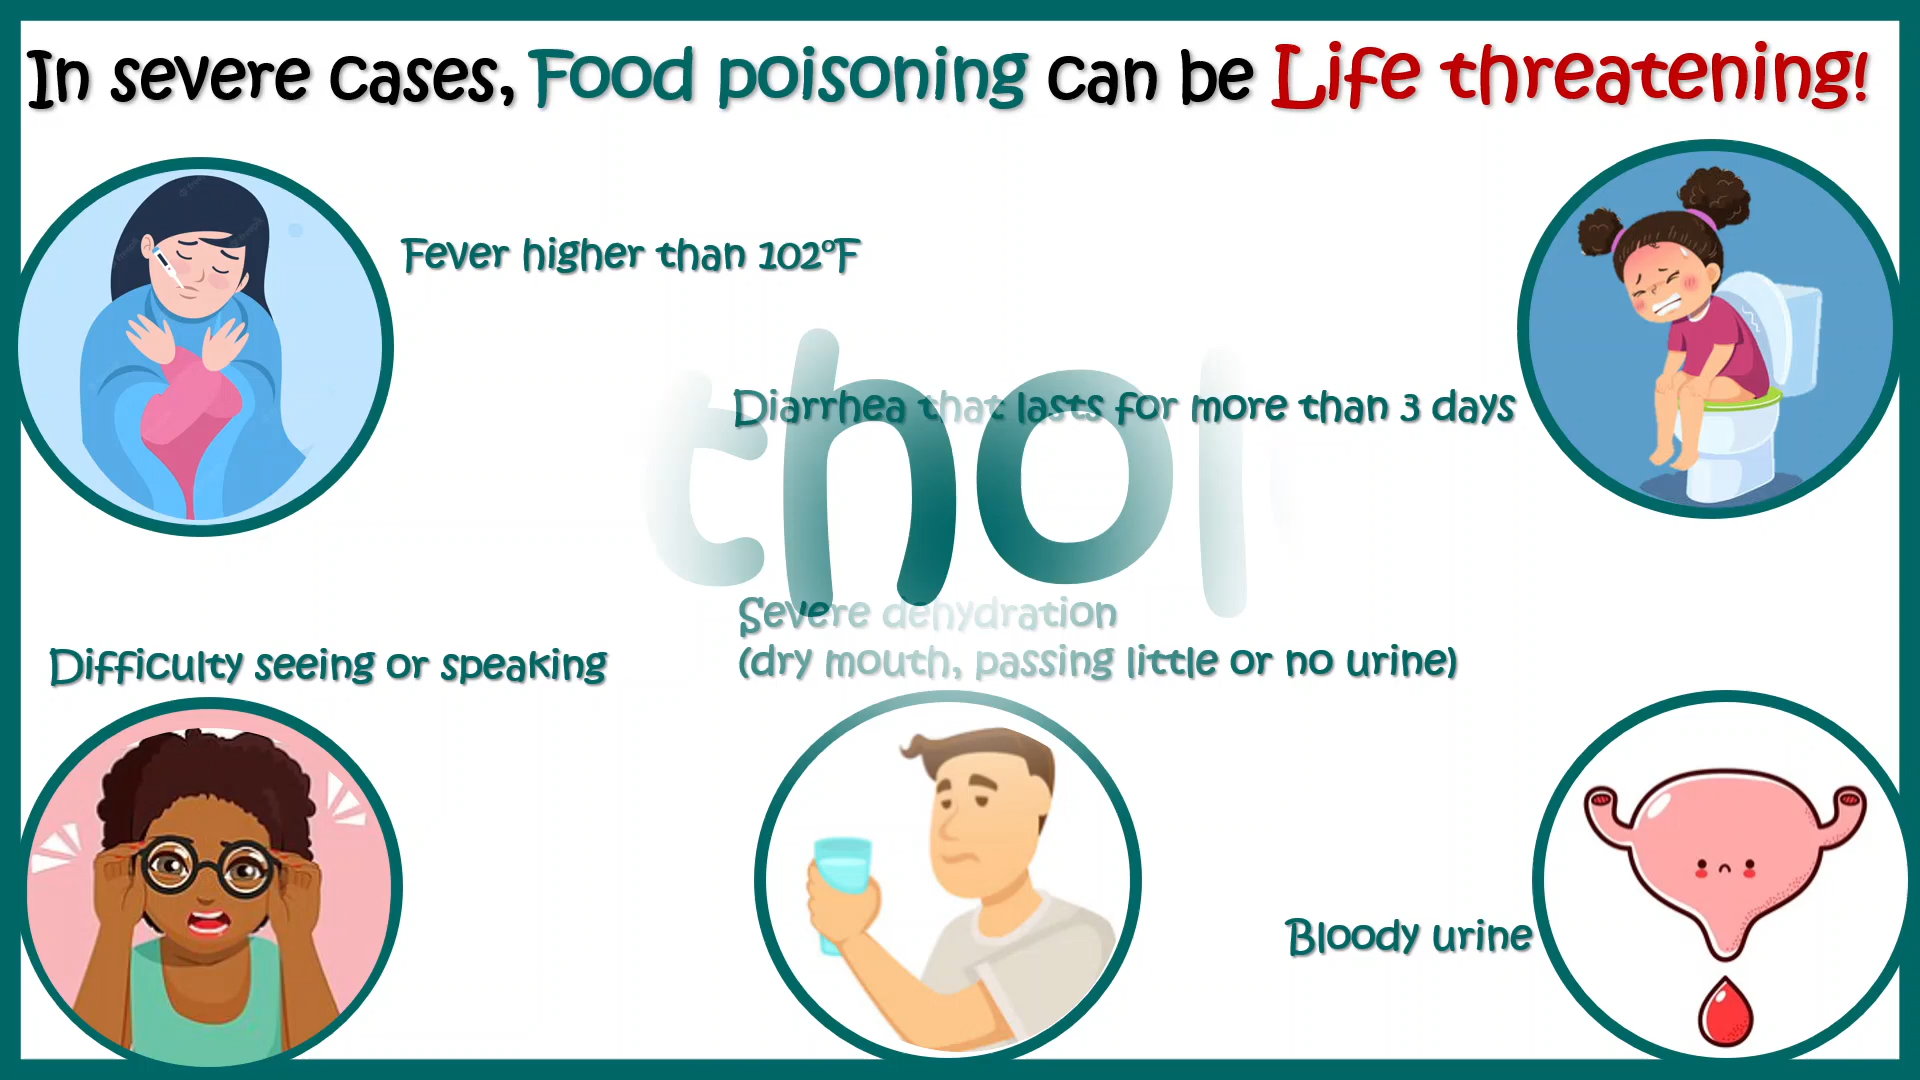 In severe cases, Food poisoning can be Life threatening!
Fever higher than 102°F
Diarrhea that lasts for more than 3 days
Severe dehydration
(dry mouth, passing little or no urine)
Difficulty seeing or speaking
Bloody urine